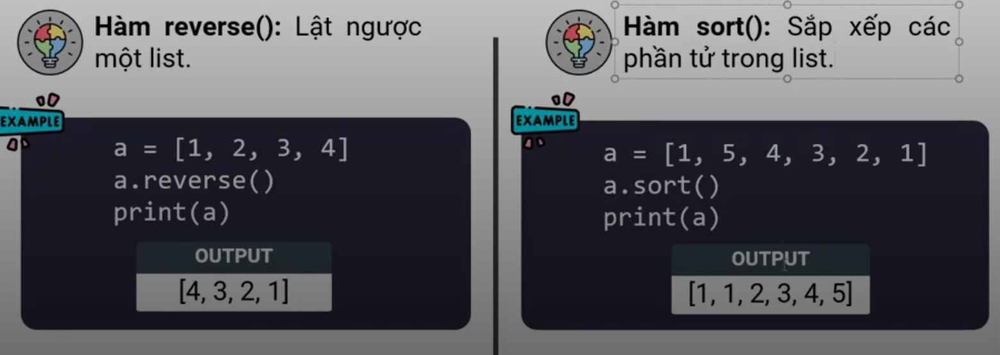 Hàm reverse(): Lật ngược
một list.
EXAMPLE
a = [1, 2, 3, 4]
a.reverse()
print(a)
OUTPUT
[4, 3, 2, 1]
Hàm sort(): Sắp xếp các
phần tử trong list.
EXAMPLE
a = [1, 5, 4, 3, 2, 1]
a.sort()
print(a)
OUTPUT
[1, 1, 2, 3, 4, 5]